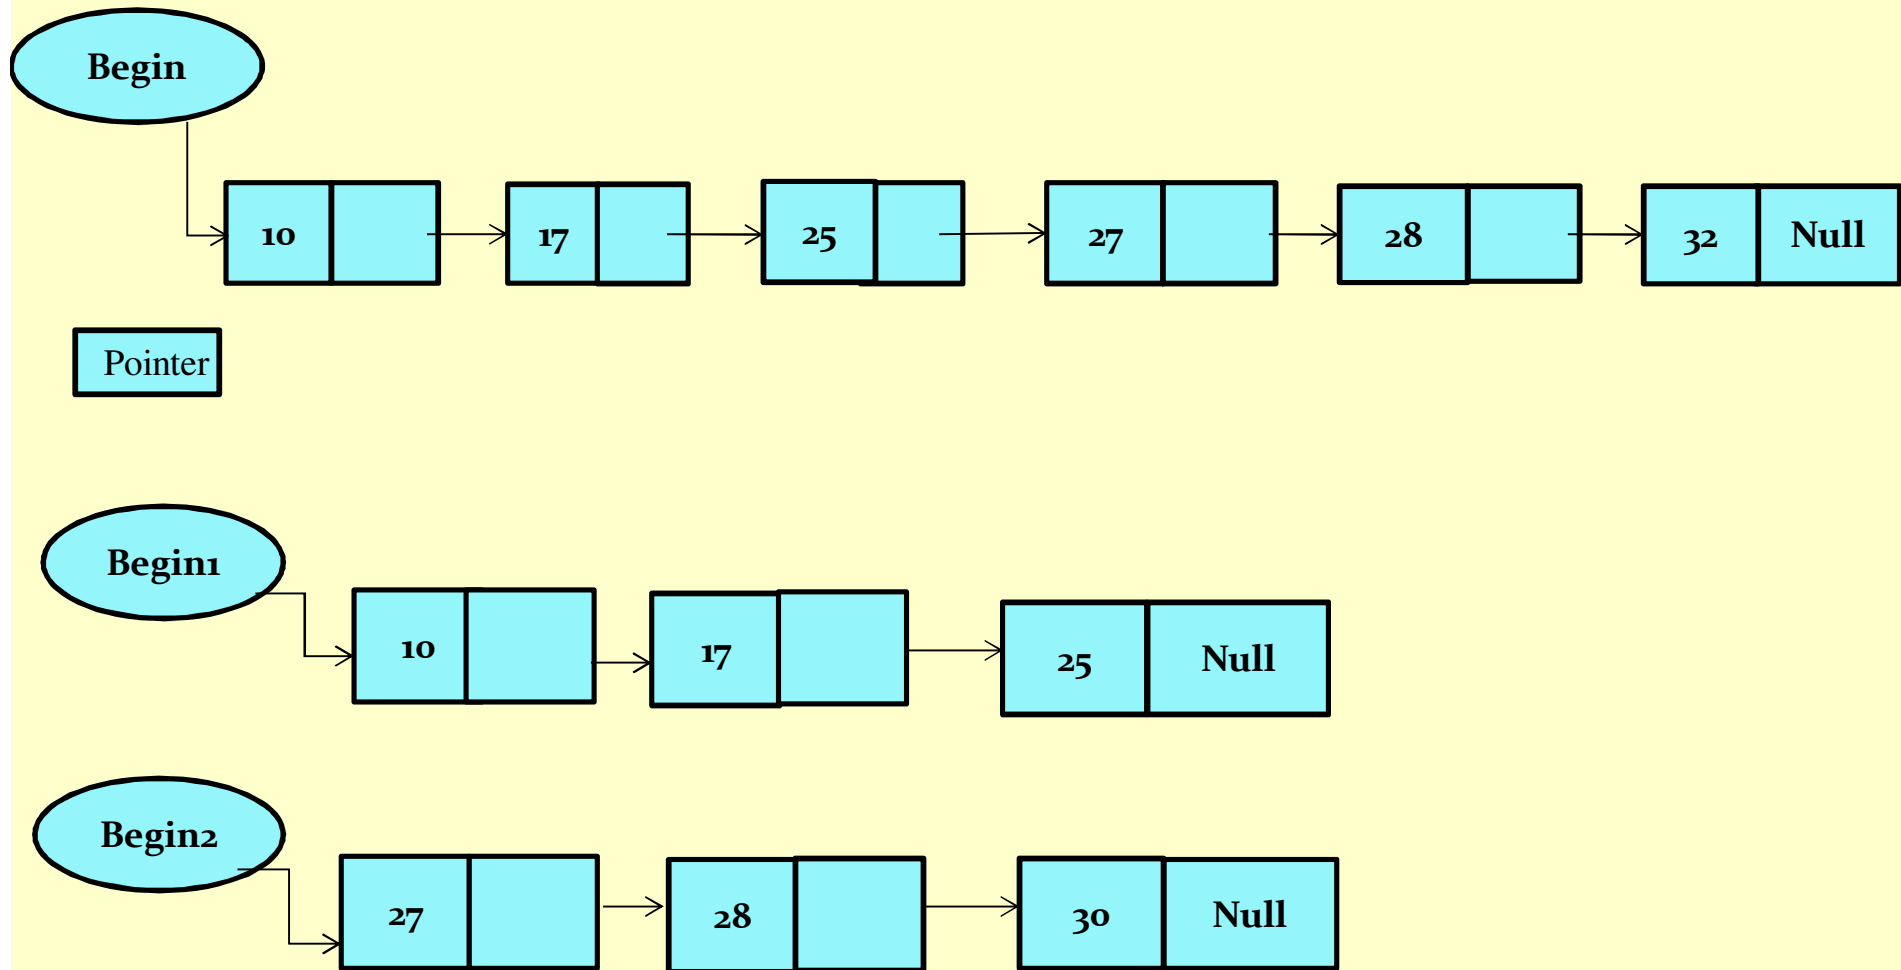 Begin
10 17 25 27 28 32 Null
Pointer
Begin1
10 17 25 Null
Begin2
27 28 30 Null